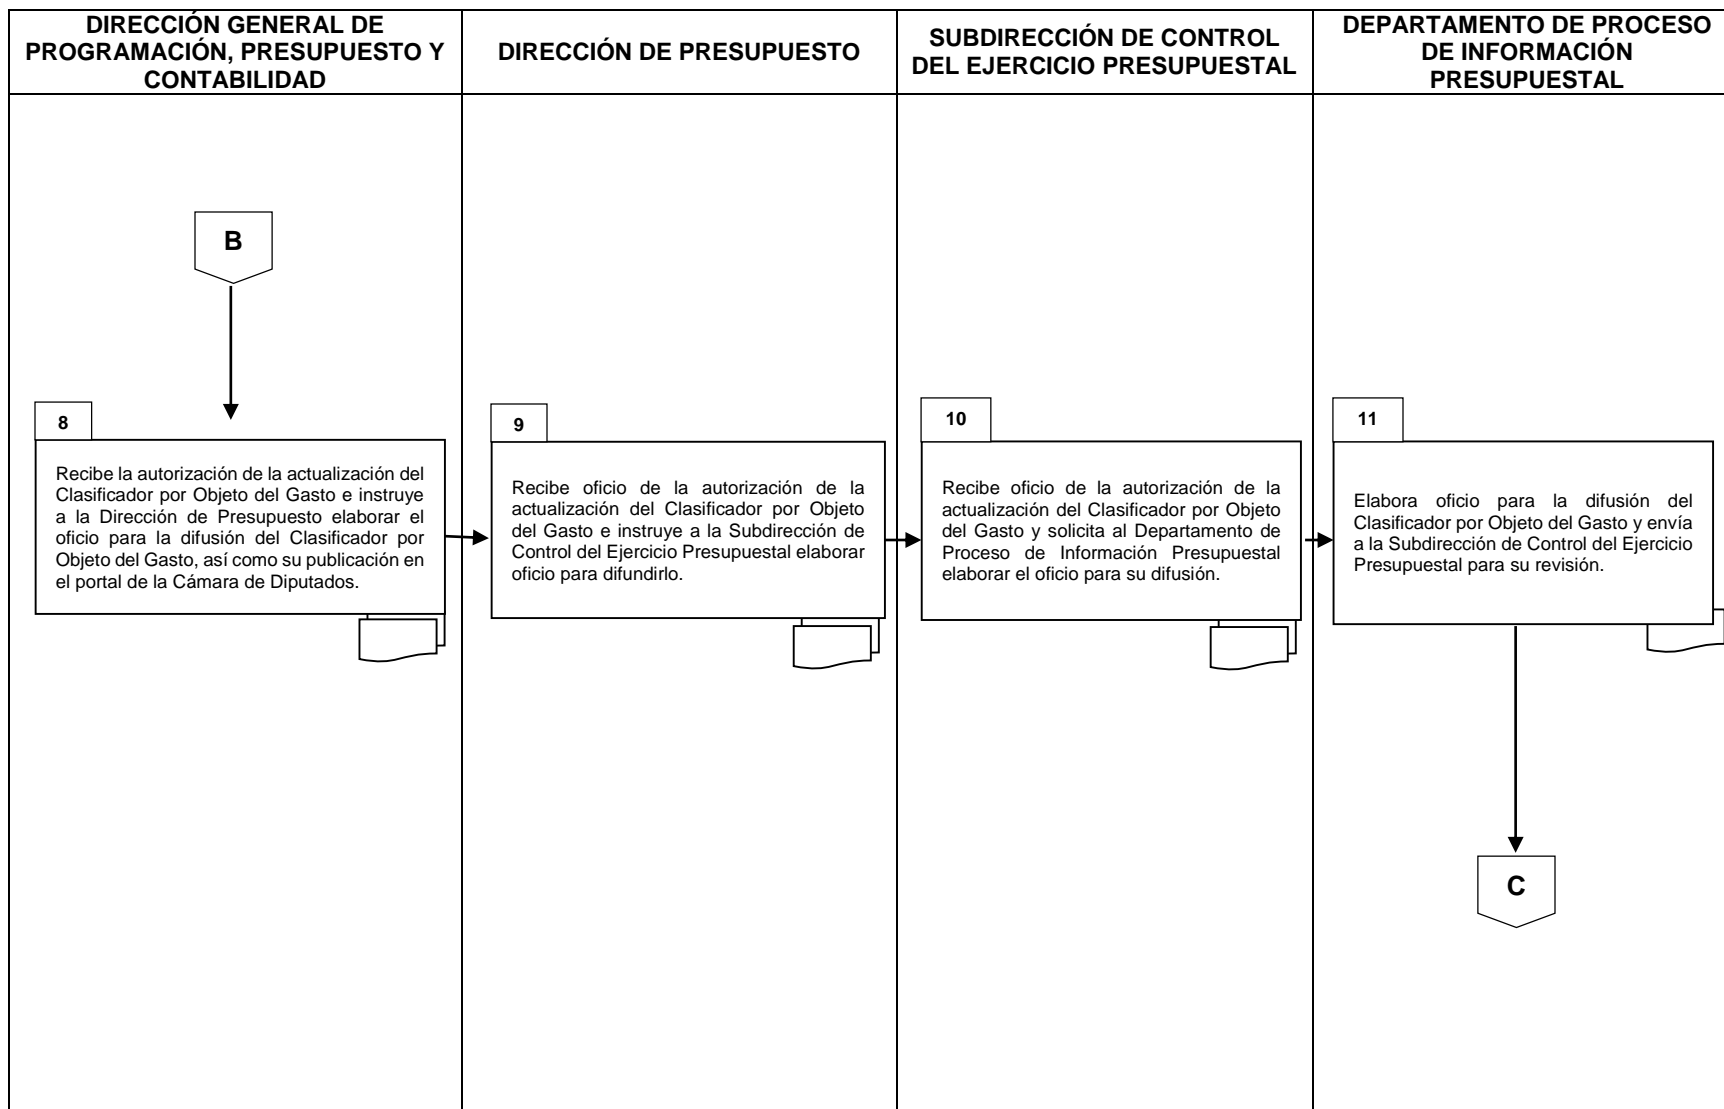 DIRECCIÓN GENERAL DE
PROGRAMACIÓN, PRESUPUESTO Y
CONTABILIDAD
DIRECCIÓN DE PRESUPUESTO
SUBDIRECCIÓN DE CONTROL
DEL EJERCICIO PRESUPUESTAL
DEPARTAMENTO DE PROCESO
DE INFORMACIÓN
PRESUPUESTAL
B
8
Recibe la autorización de la actualización del
Clasificador por Objeto del Gasto e instruye
a la Dirección de Presupuesto elaborar el
oficio para la difusión del Clasificador por
Objeto del Gasto, así como su publicación en
el portal de la Cámara de Diputados.
9
Recibe oficio de la autorización de la
actualización del Clasificador por Objeto
del Gasto e instruye a la Subdirección de
Control del Ejercicio Presupuestal elaborar
oficio para difundirlo.
10
Recibe oficio de la autorización de la
actualización del Clasificador por Objeto
del Gasto y solicita al Departamento de
Proceso de Información Presupuestal
elaborar el oficio para su difusión.
11
Elabora oficio para la difusión del
Clasificador por Objeto del Gasto y envía
a la Subdirección de Control del Ejercicio
Presupuestal para su revisión.
C